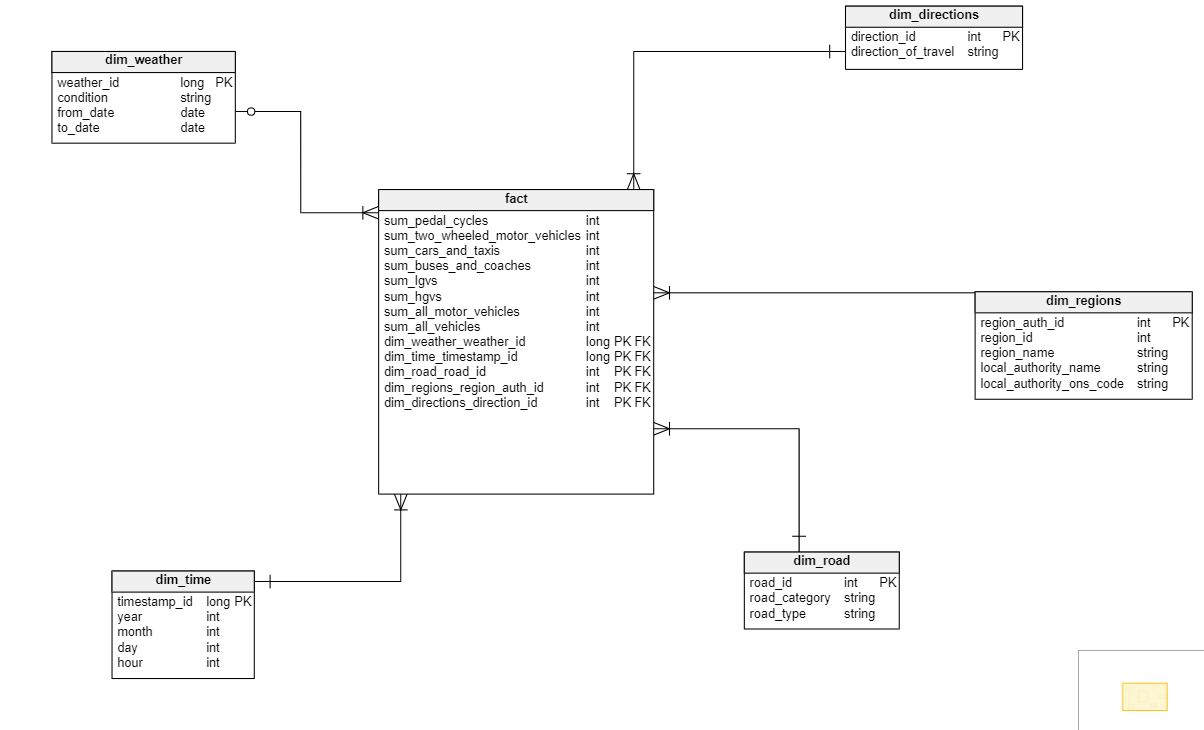 dim_directions
direction_id int PK
direction_of_travel string
dim_weather
weather_id long PK
condition string
from_date date
to_date date
fact
sum_pedal_cycles int
sum_two_wheeled_motor_vehicles int
sum_cars_and_taxis int
sum_buses_and_coaches int
sum_lgvs int
sum_hgvs int
sum_all_motor_vehicles int
sum_all_vehicles int
dim_weather_weather_id long PK FK
dim_time_timestamp_id long PK FK
dim_road_road_id int PK FK
dim_regions_region_auth_id int PK FK
dim_directions_direction_id int PK FK
dim_regions
region_auth_id int PK
region_id int
region_name string
local_authority_name string
local_authority_ons_code string
dim_road
road_id int PK
road_category string
road_type string
dim_time
timestamp_id long PK
year int
month int
day int
hour int